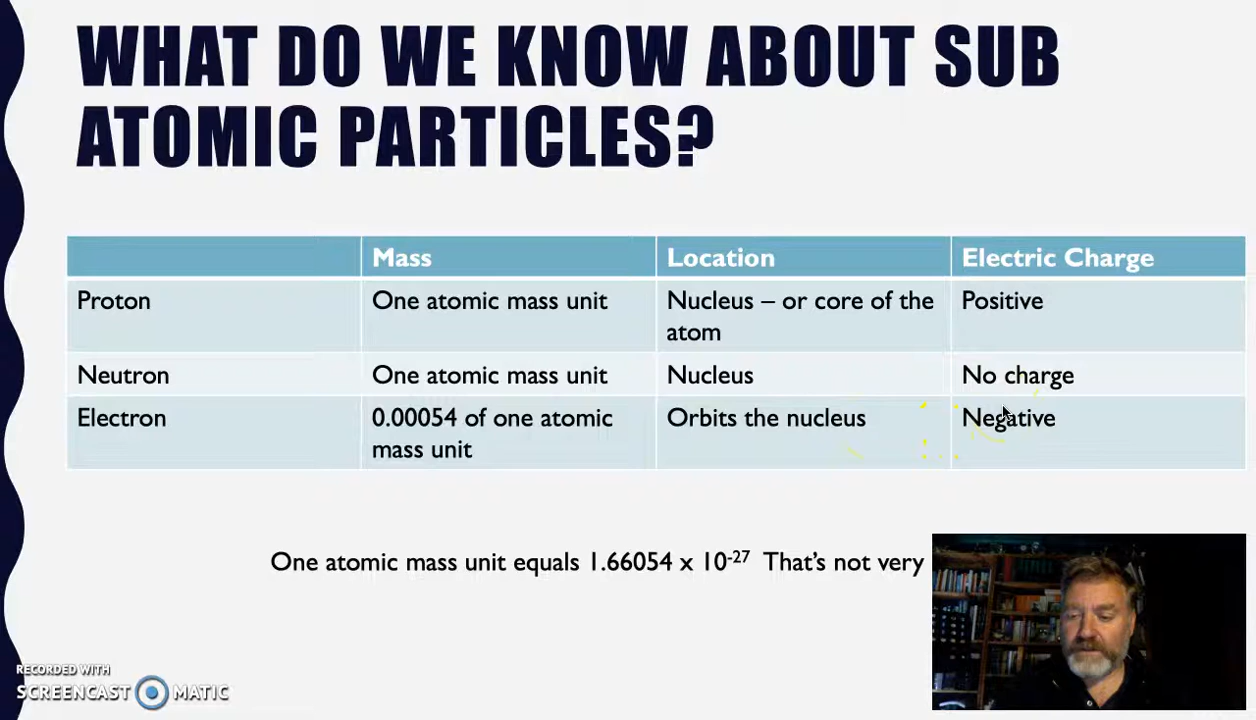 WHAT DO WE KNOW ABOUT SUB
ATOMIC PARTICLES?
Mass Location Electric Charge
Proton One atomic mass unit Nucleus – or core of the Positive
atom
Neutron One atomic mass unit Nucleus No charge
Electron 0.00054 of one atomic Orbits the nucleus Negative
mass unit
One atomic mass unit equals 1.66054 x 10⁻²⁷ That's not very
RECORDED WITH
SCREENCAST MATIC